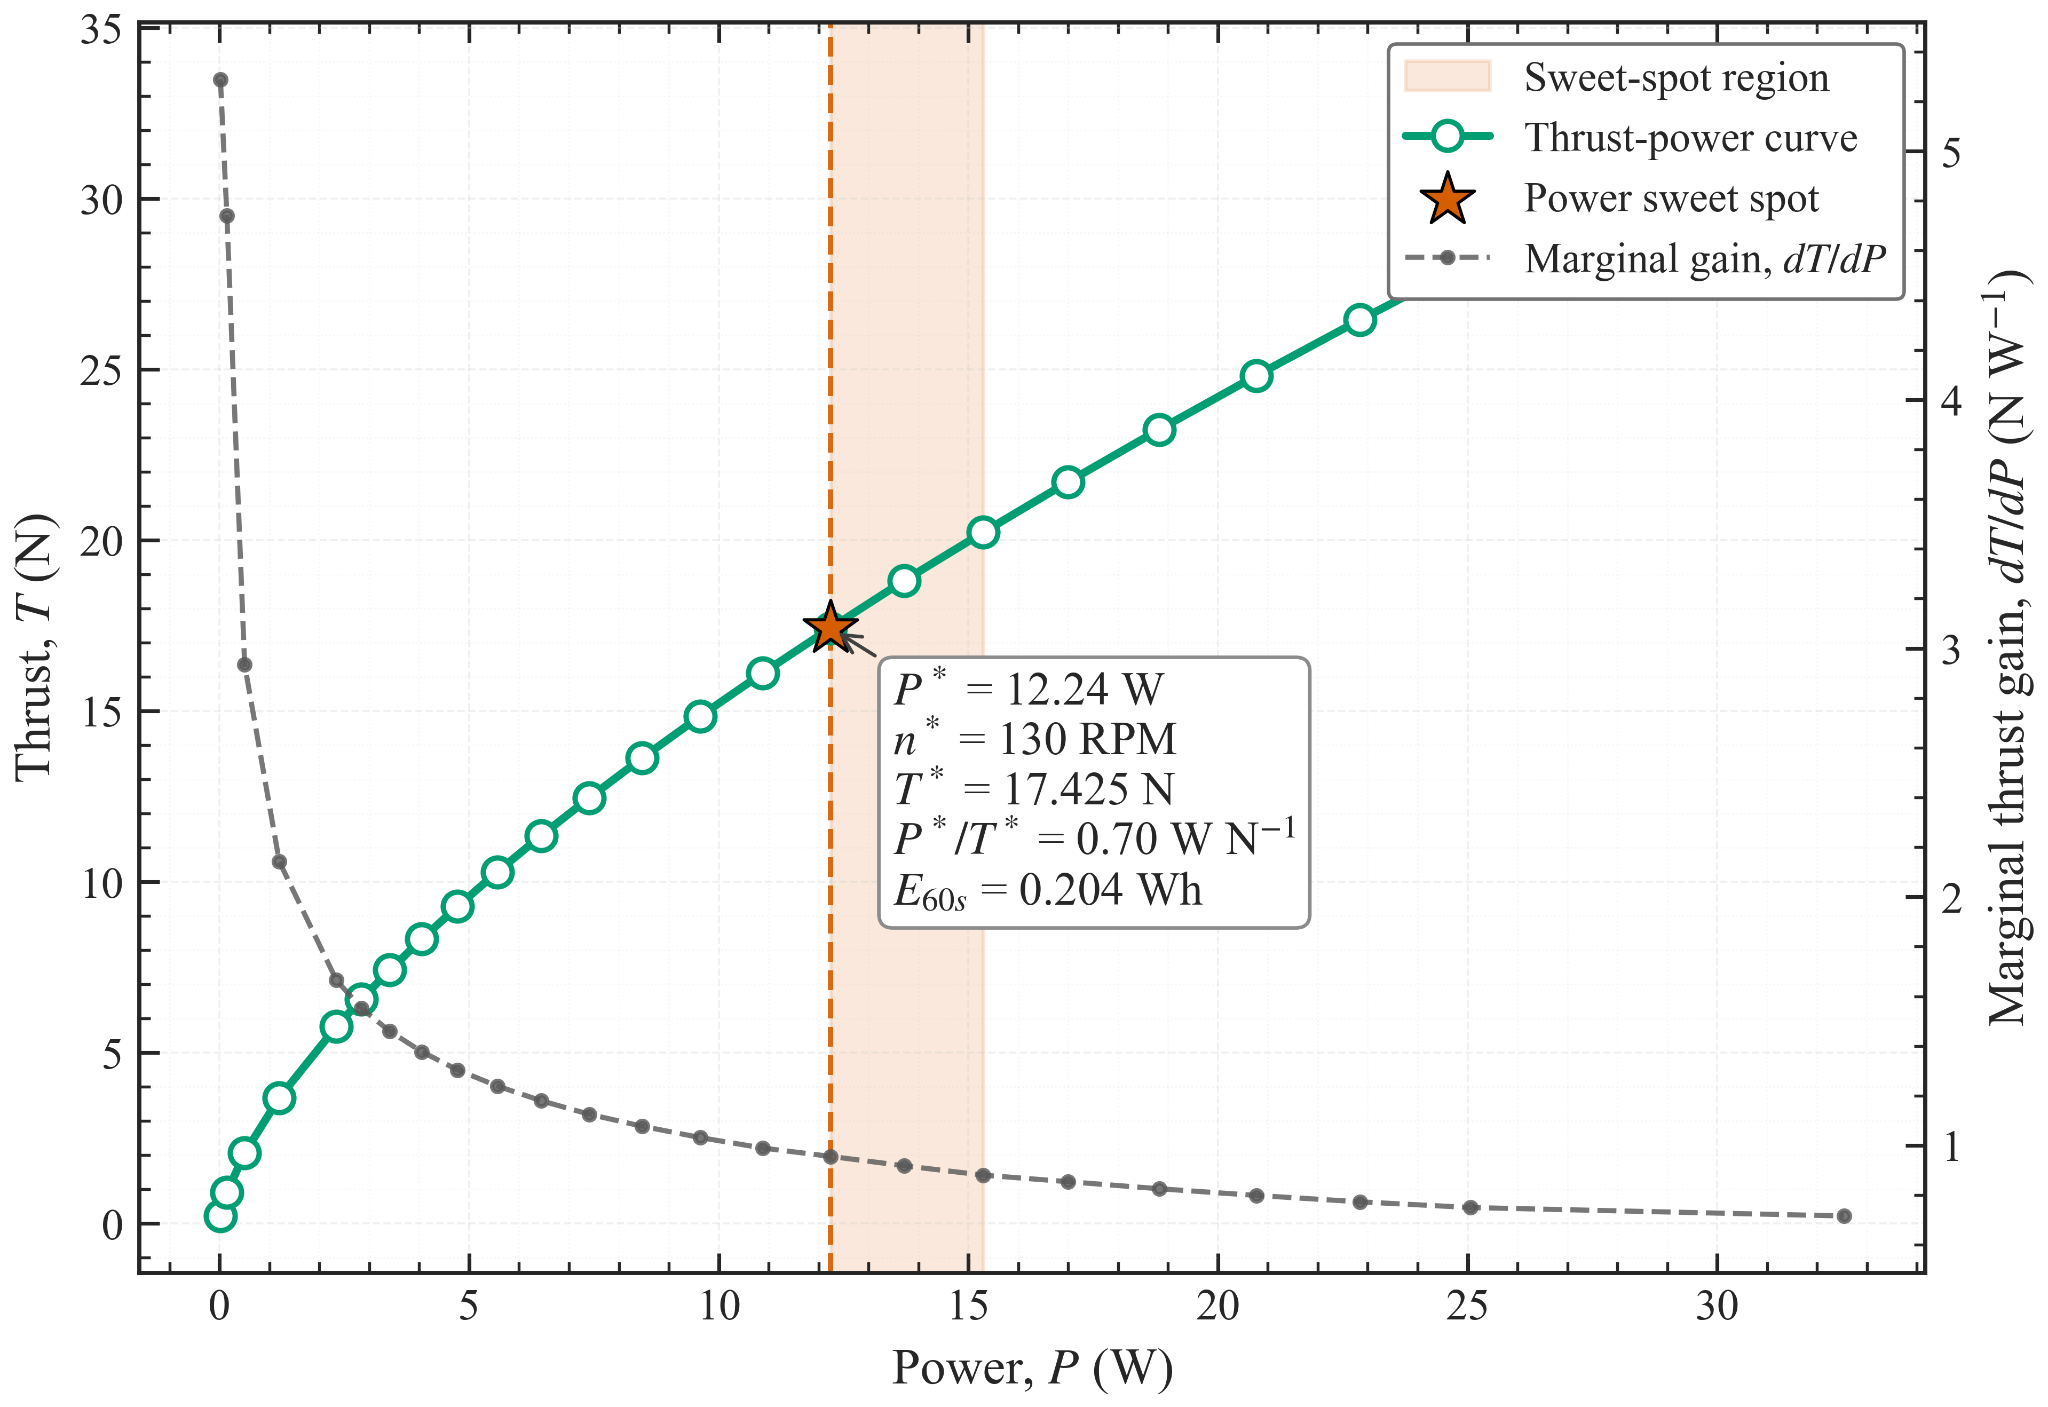 Sweet-spot region
Thrust-power curve
Power sweet spot
Marginal gain, dT/dP
P* = 12.24 W
n* = 130 RPM
T* = 17.425 N
P*/T* = 0.70 W N⁻¹
E₆₀ₛ = 0.204 Wh
Thrust, T (N)
35
30
25
20
15
10
5
0
Marginal thrust gain, dT/dP (N W⁻¹)
5
4
3
2
1
0 5 10 15 20 25 30
Power, P (W)